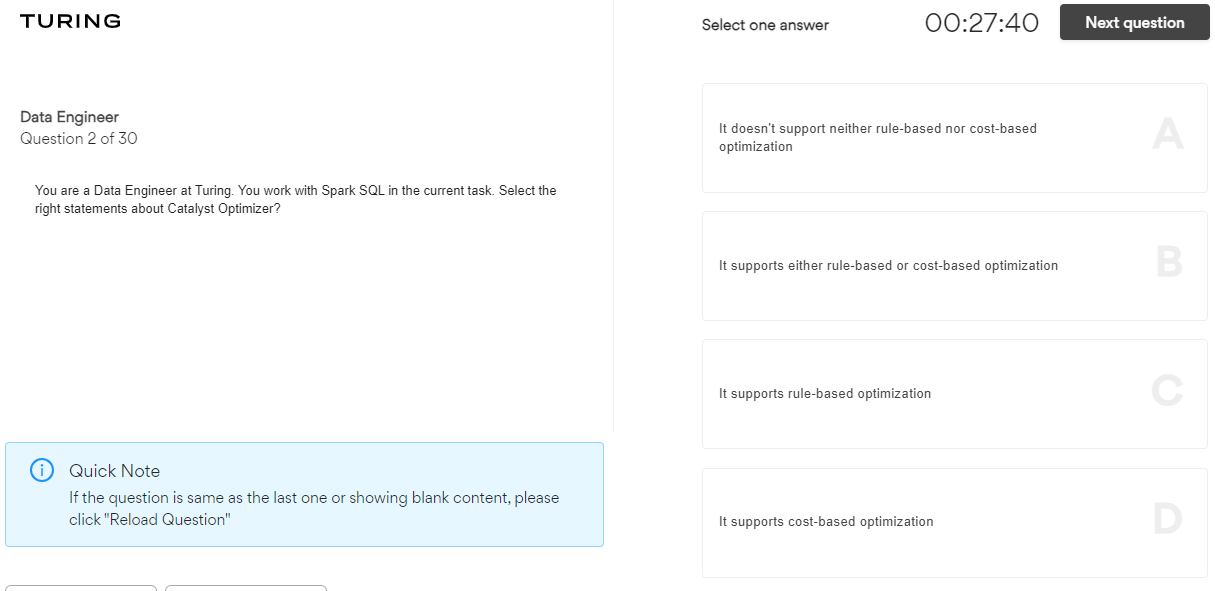 TURING
Data Engineer
Question 2 of 30
You are a Data Engineer at Turing. You work with Spark SQL in the current task. Select the
right statements about Catalyst Optimizer?
Quick Note
If the question is same as the last one or showing blank content, please
click "Reload Question"
Select one answer
00:27:40
Next question
It doesn't support neither rule-based nor cost-based
optimization
A
It supports either rule-based or cost-based optimization
B
It supports rule-based optimization
C
It supports cost-based optimization
D